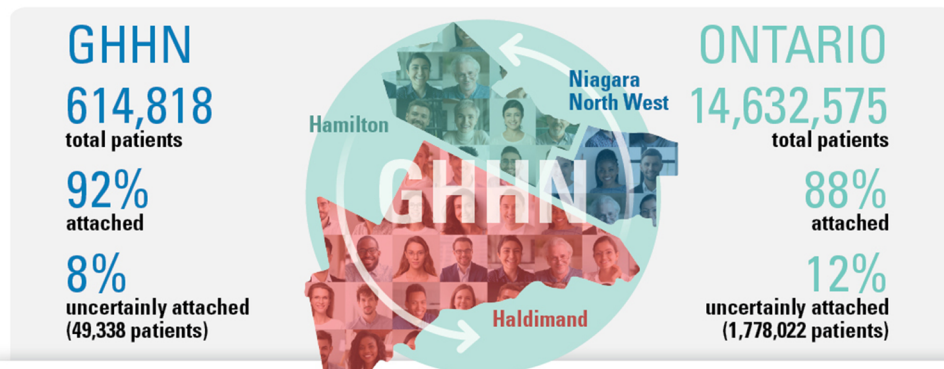 GHHN
614,818
total patients
92%
attached
8%
uncertainly attached
(49,338 patients)
Hamilton
Niagara
North West
GHHN
Haldimand
ONTARIO
14,632,575
total patients
88%
attached
12%
uncertainly attached
(1,778,022 patients)